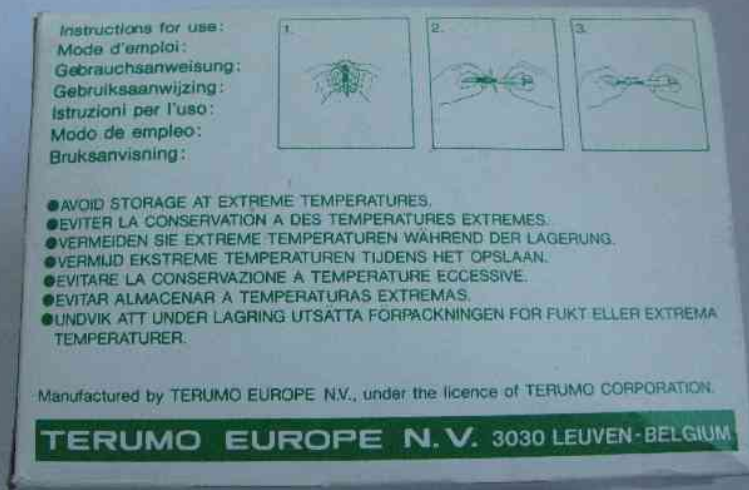 Instructions for use:
Mode d'emploi:
Gebrauchsanweisung:
Gebruiksaanwijzing:
Istruzioni per l'uso:
Modo de empleo:
Bruksanvisning:
1.
2.
3.
●AVOID STORAGE AT EXTREME TEMPERATURES.
●EVITER LA CONSERVATION A DES TEMPERATURES EXTREMES.
●VERMEIDEN SIE EXTREME TEMPERATUREN WÄHREND DER LAGERUNG.
●VERMIJD EKSTREME TEMPERATUREN TIJDENS HET OPSLAAN.
●EVITARE LA CONSERVAZIONE A TEMPERATURE ECCESSIVE.
●EVITAR ALMACENAR A TEMPERATURAS EXTREMAS.
●UNDVIK ATT UNDER LAGRING UTSÄTTA FORPACKNINGEN FOR FUKT ELLER EXTREMA
TEMPERATURER.
Manufactured by TERUMO EUROPE N.V., under the licence of TERUMO CORPORATION.
TERUMO EUROPE N.V. 3030 LEUVEN-BELGIUM